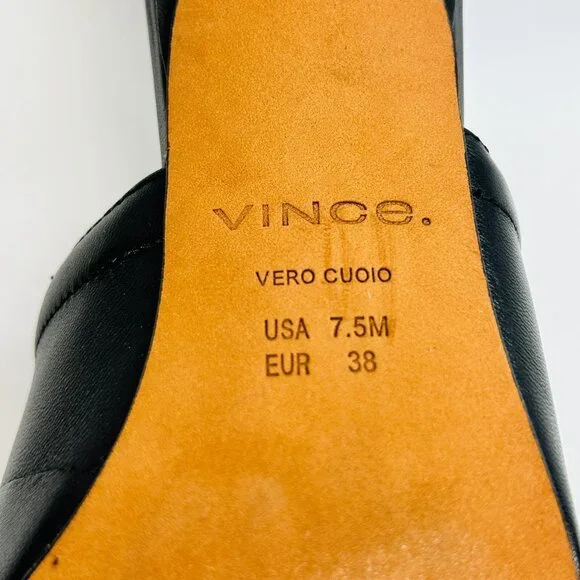 VINCe.
VERO CUOIO
USA 7.5M
EUR 38